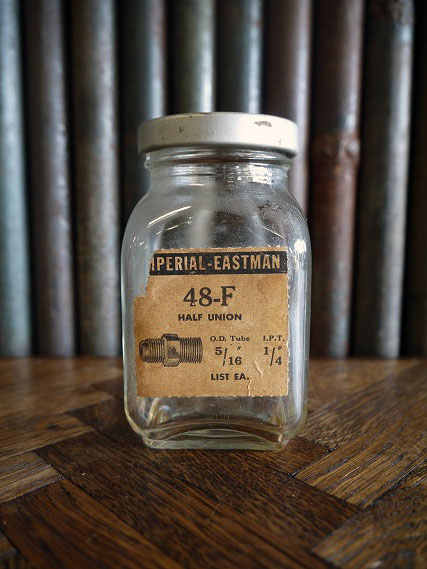 IPERIAL-EASTMAN
48-F
HALF UNION
O.D. Tube I.P.T.
5/16" 1/4"
LIST EA.